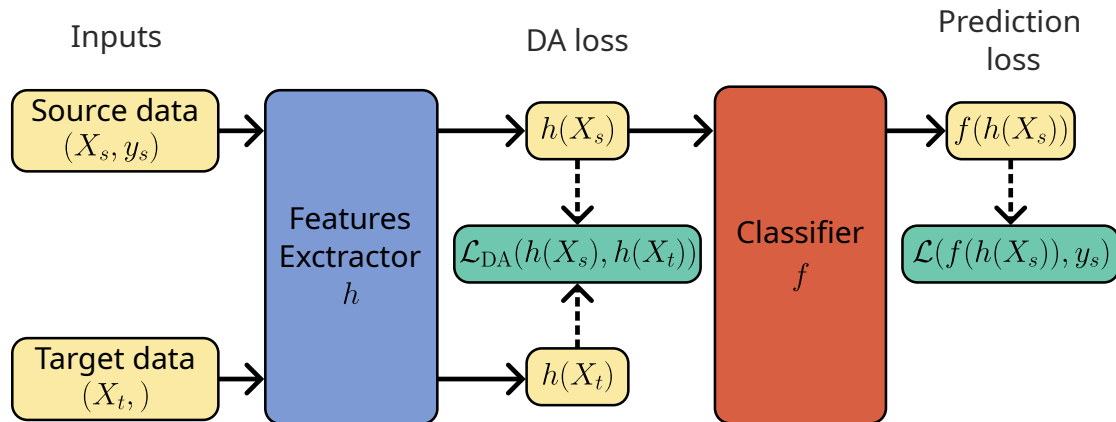 Inputs
DA loss
Prediction
loss
Source data
(X_s, y_s)
h(X_s)
f(h(X_s))
Features
Exctractor
h
Classifier
f
ℒ_DA(h(X_s), h(X_t))
ℒ(f(h(X_s)), y_s)
Target data
(X_t, )
h(X_t)